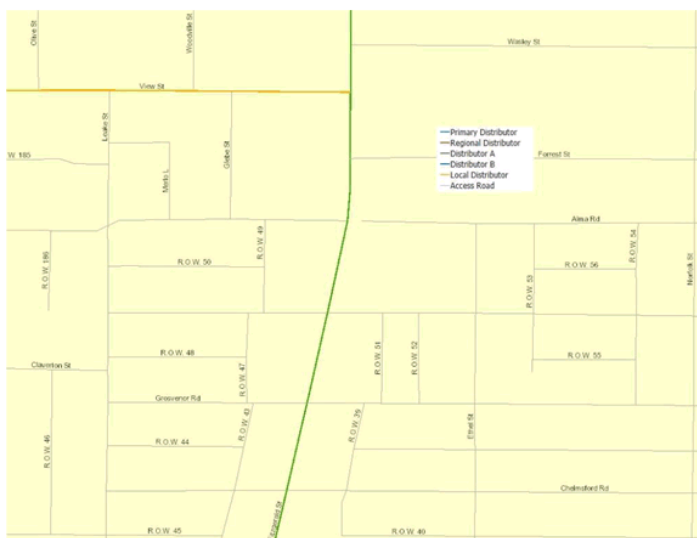 Olive St
Woodville St
Winley St
View St
Leake St
Glebe St
Merlo L.
W. 185
Primary Distributor
Regional Distributor
Distributor A
Distributor B
Local Distributor
Access Road
Forrest St
Alma Rd
R.O.W. 49
R.O.W. 54
R.O.W. 186
R.O.W. 50
R.O.W. 53
R.O.W. 56
Norfolk St
R.O.W. 48
R.O.W. 47
R.O.W. 51
R.O.W. 52
R.O.W. 55
Claverton St
Grosvenor Rd
R.O.W. 43
R.O.W. 39
Ethel St
R.O.W. 46
R.O.W. 44
Chelmsford Rd
R.O.W. 45
R.O.W. 40